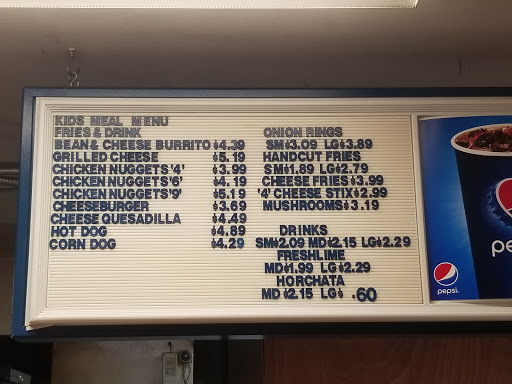 KIDS MEAL MENU
FRIES & DRINK
BEAN & CHEESE BURRITO $4.39
GRILLED CHEESE $5.19
CHICKEN NUGGETS '4' $3.99
CHICKEN NUGGETS '6' $4.19
CHICKEN NUGGETS '9' $5.19
CHEESEBURGER $3.69
CHEESE QUESADILLA $4.49
HOT DOG $4.89
CORN DOG $4.29
ONION RINGS
SM $3.09 LG $3.89
HANDCUT FRIES
SM $1.89 LG $2.79
CHEESE FRIES $3.99
'4' CHEESE STIX $2.99
MUSHROOMS $3.19
DRINKS
SM $2.09 MD $2.15 LG $2.29
FRESHLIME
MD $1.99 LG $2.29
HORCHATA
MD $2.15 LG $ .60
pe
pepsi